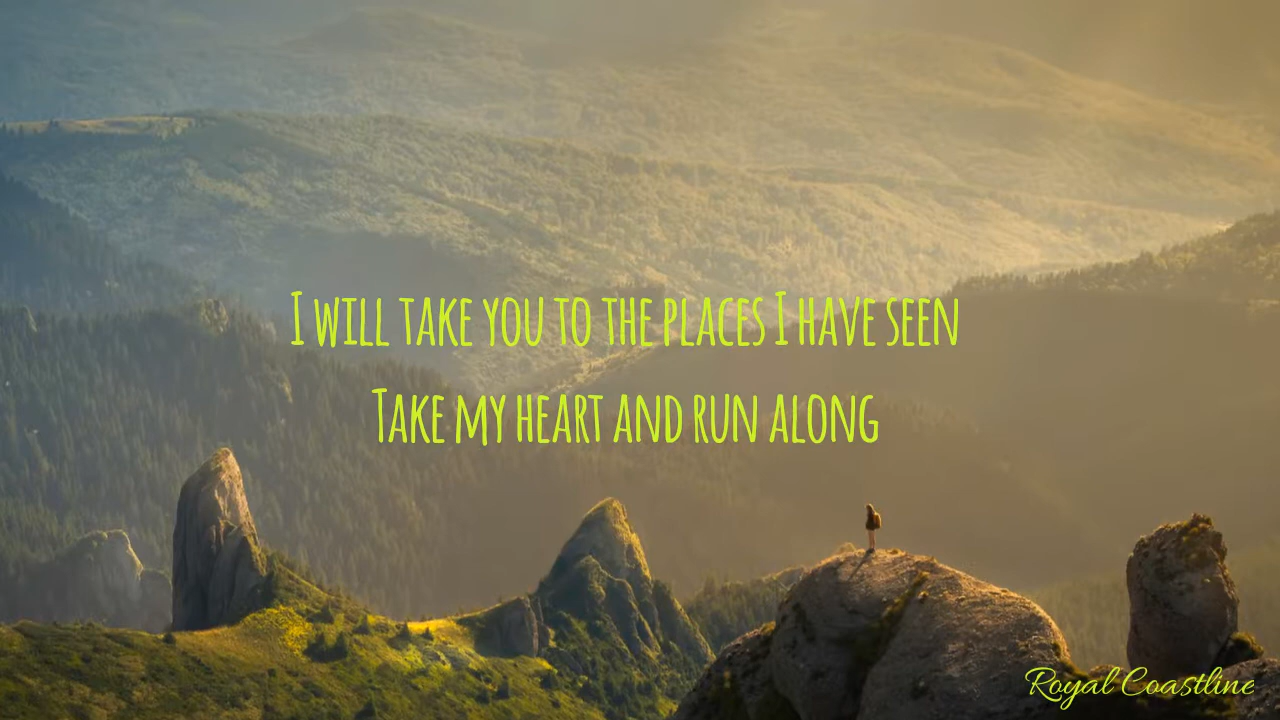 I will take you to the places I have seen
Take my heart and run along
Royal Coastline